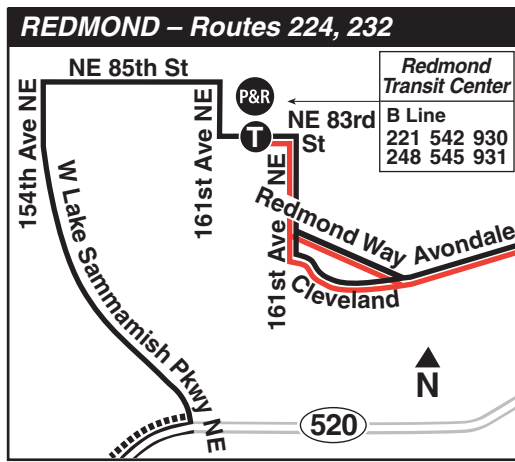 REDMOND – Routes 224, 232
NE 85th St
Redmond
Transit Center
B Line
221 542 930
248 545 931
P&R
T
NE 83rd
St
154th Ave NE
161st Ave NE
161st Ave NE
W Lake Sammamish Pkwy NE
Redmond Way
Avondale
Cleveland
N
520